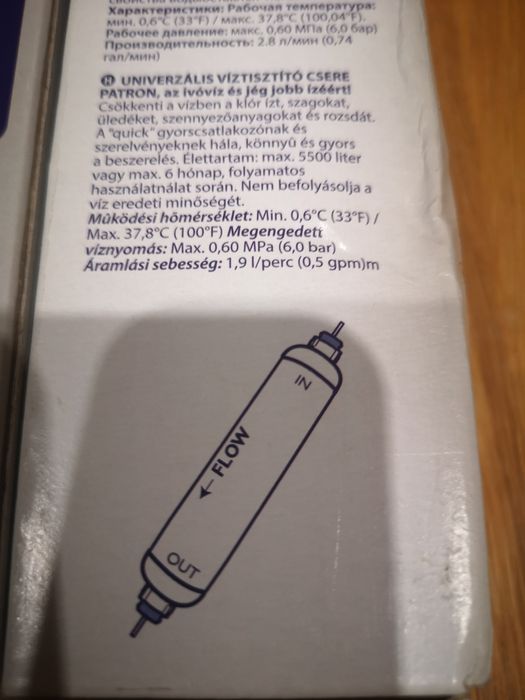 Характеристики: Рабочая температура:
мин. 0,6°C (33°F) / макс. 37,8°C (100,04°F).
Рабочее давление: макс. 0,60 МПа (6,0 бар)
Производительность: 2.8 л/мин (0,74
гал/мин)
H UNIVERZÁLIS VÍZTISZTÍTÓ CSERE
PATRON, az ivóvíz és jég jobb ízéért!
Csökkenti a vízben a klór ízt, szagokat,
üledéket, szennyezőanyagokat és rozsdát.
A "quick" gyorscsatlakozónak és
szerelvényeknek hála, könnyű és gyors
a beszerelés. Élettartam: max. 5500 liter
vagy max. 6 hónap, folyamatos
használatnálat során. Nem befolyásolja a
víz eredeti minőségét.
Működési hőmérséklet: Min. 0,6°C (33°F) /
Max. 37,8°C (100°F) Megengedett
víznyomás: Max. 0,60 MPa (6,0 bar)
Áramlási sebesség: 1,9 l/perc (0,5 gpm)m
IN
← FLOW
OUT